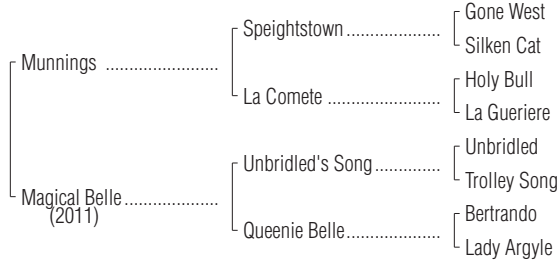 Gone West
Speightstown ......................
Silken Cat
Munnings ..........................
Holy Bull
La Comete ..........................
La Gueriere
Unbridled
Unbridled's Song...............
Trolley Song
Magical Belle......................
(2011)
Bertrando
Queenie Belle.....................
Lady Argyle